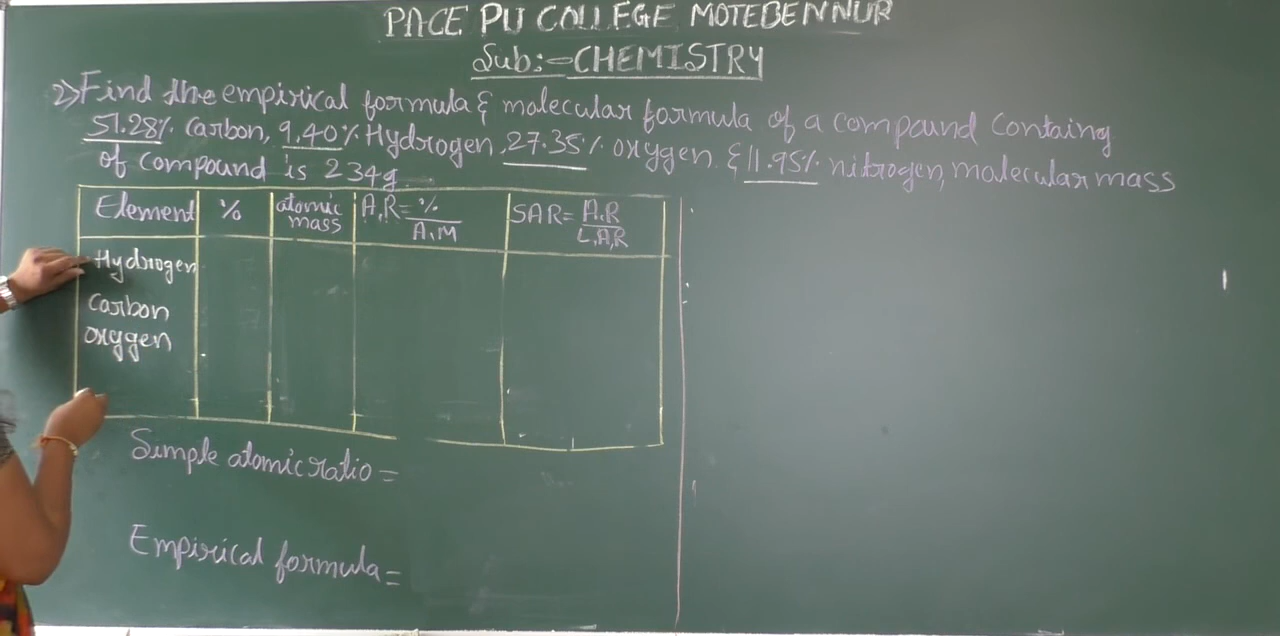 PACE PU COLLEGE MOTEBENNUR
Sub:- CHEMISTRY
2) Find the empirical formula & molecular formula of a compound Containg
51.28% Carbon, 9.40% Hydrogen, 27.35% oxygen & 11.95% nitrogen, molecular mass
of compound is 234g.
Element % atomic mass A.R = % / A.M SAR = A.R / L.A.R
Hydrogen
Carbon
oxygen
Simple atomic ratio =
Empirical formula =